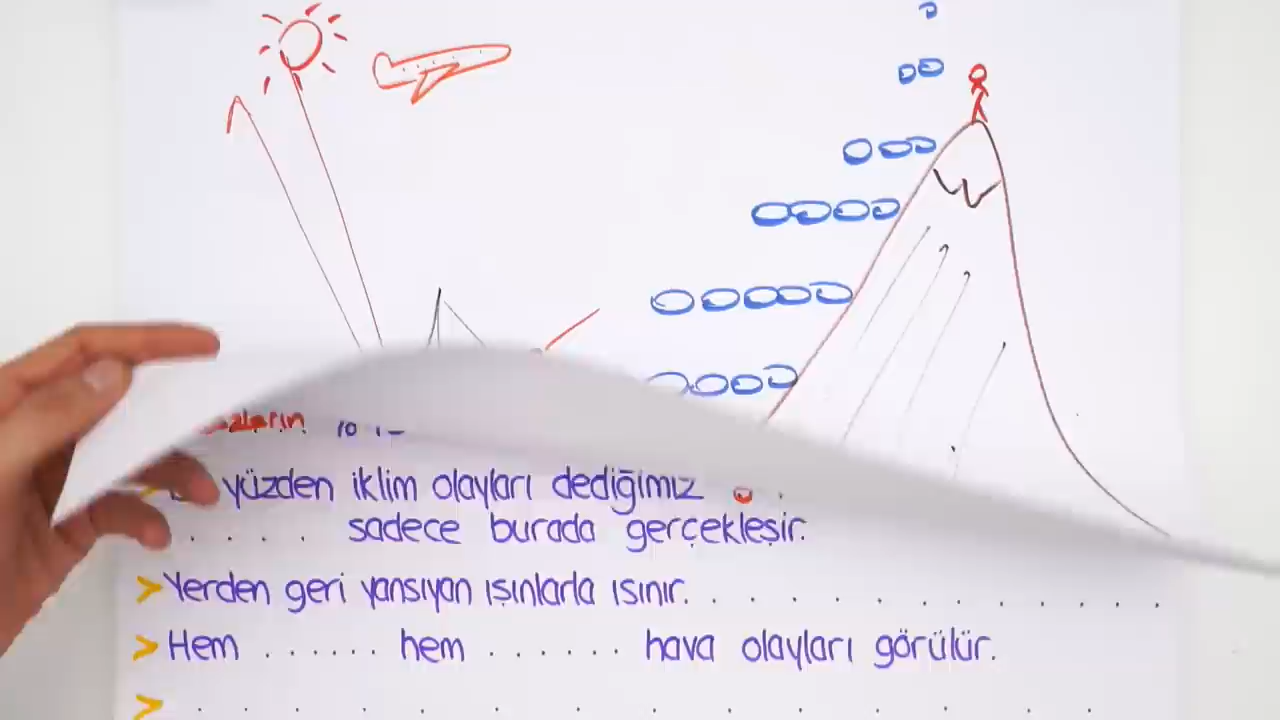 yüzden iklim olayları dediğimiz
. . . . sadece burada gerçekleşir.
> Yerden geri yansıyan ışınlarla ısınır. . . . . . . . . . . . .
> Hem ...... hem ....... hava olayları görülür.
> . . . . . . . . . . . .